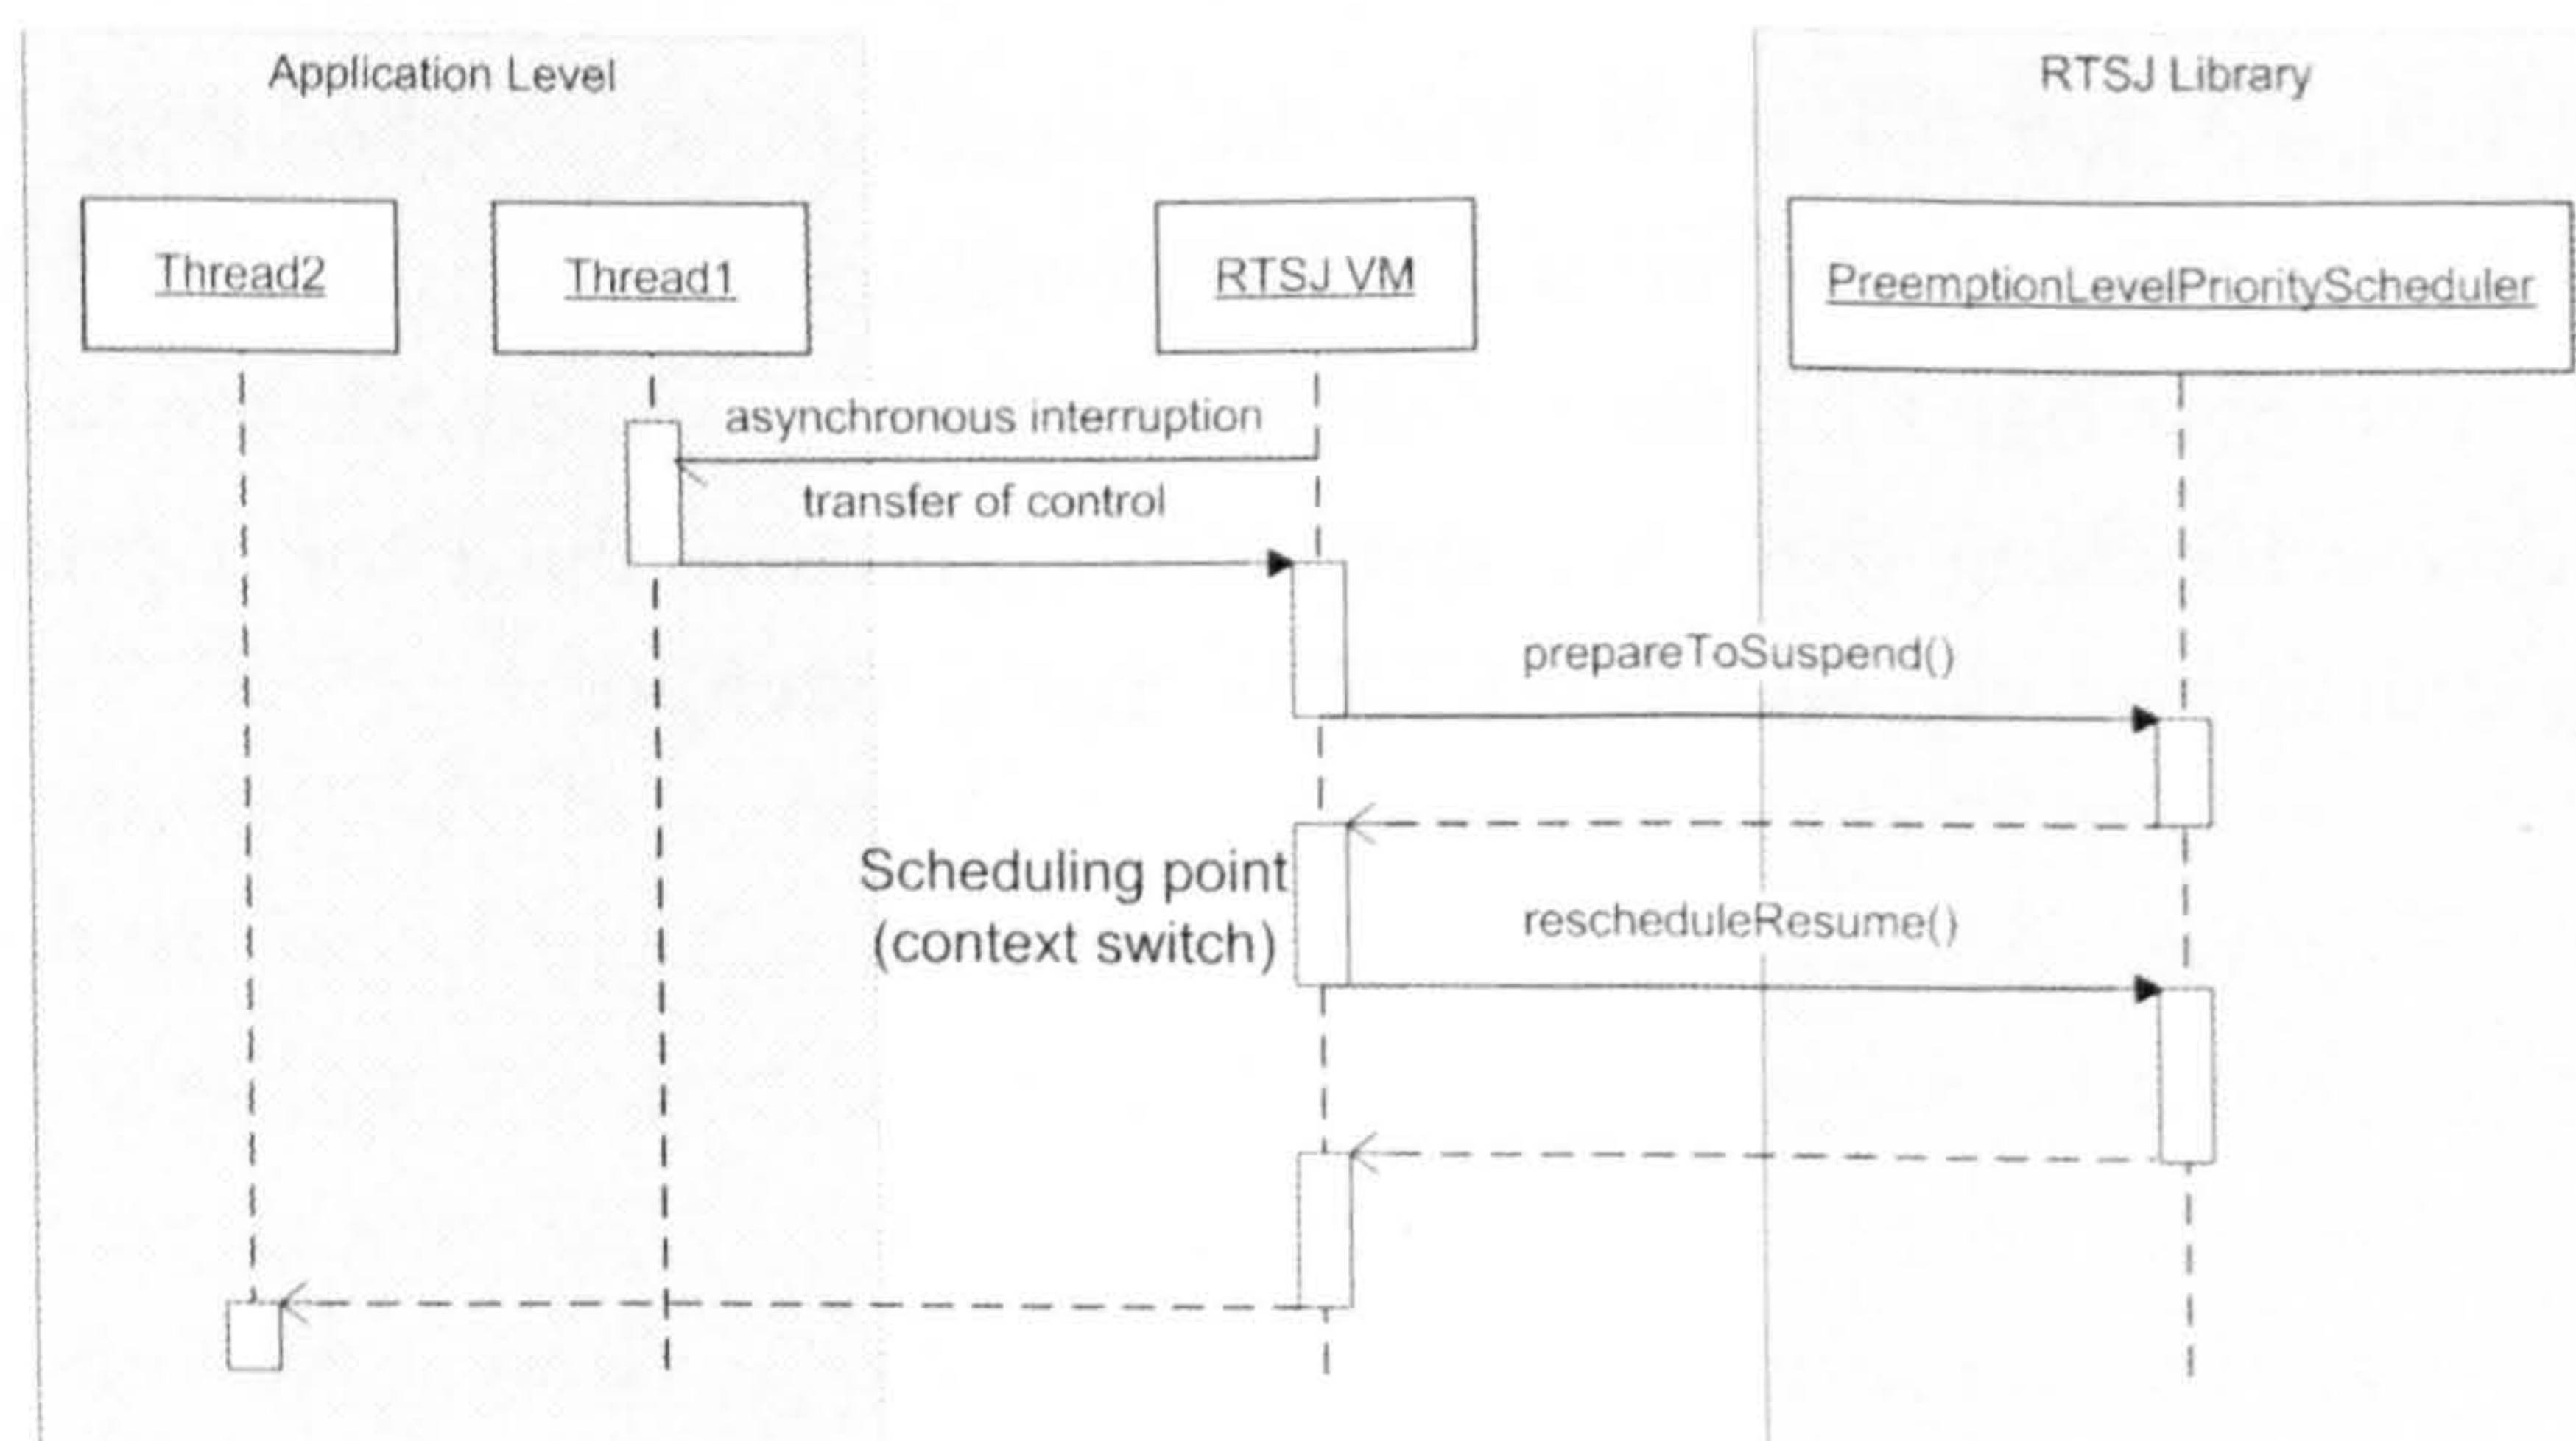 Application Level
RTSJ Library
Thread2
Thread1
RTSJ VM
PreemptionLevelPriorityScheduler
asynchronous interruption
transfer of control
prepareToSuspend()
Scheduling point
(context switch)
rescheduleResume()